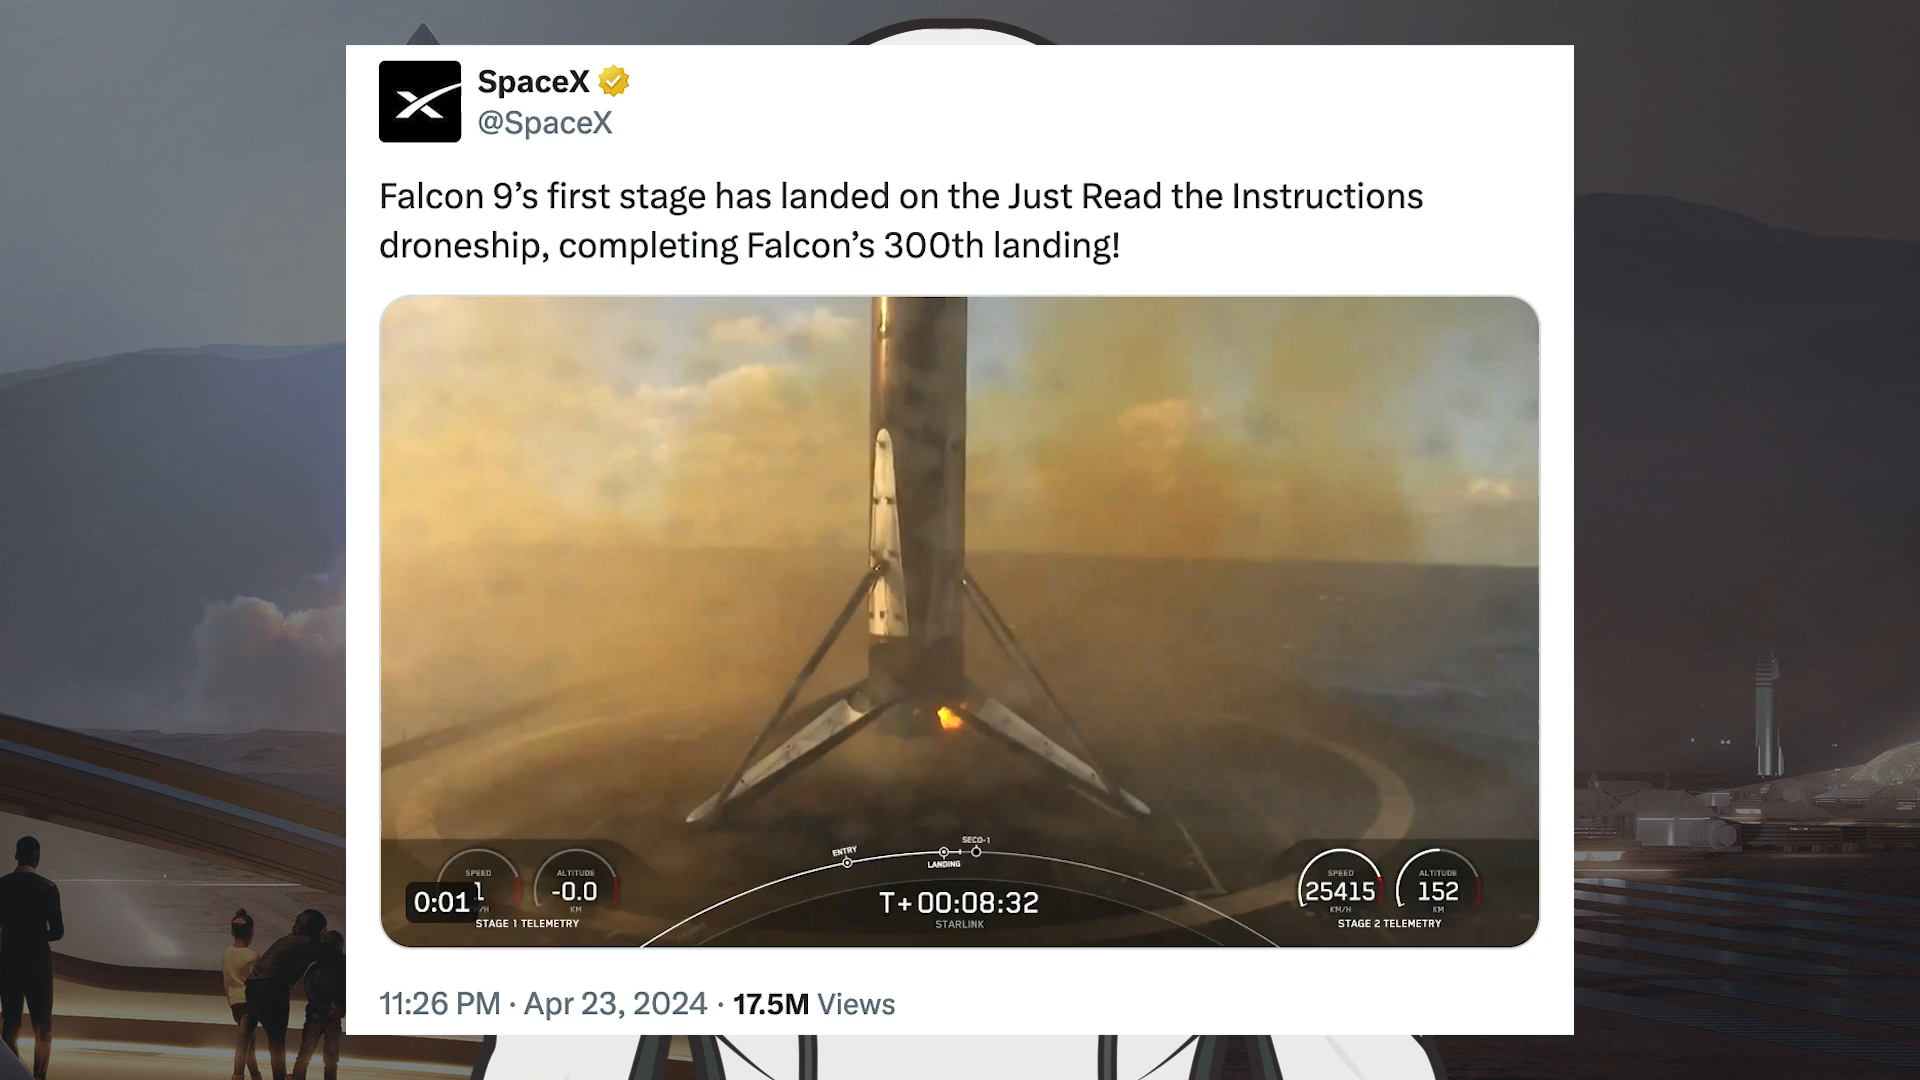 SpaceX
@SpaceX
Falcon 9’s first stage has landed on the Just Read the Instructions
droneship, completing Falcon’s 300th landing!
ENTRY
LANDING
SECO-1
SPEED
1
/H
ALTITUDE
-0.0
KM
STAGE 1 TELEMETRY
0:01
T+00:08:32
STARLINK
SPEED
25415
KM/H
ALTITUDE
152
KM
STAGE 2 TELEMETRY
11:26 PM · Apr 23, 2024 · 17.5M Views